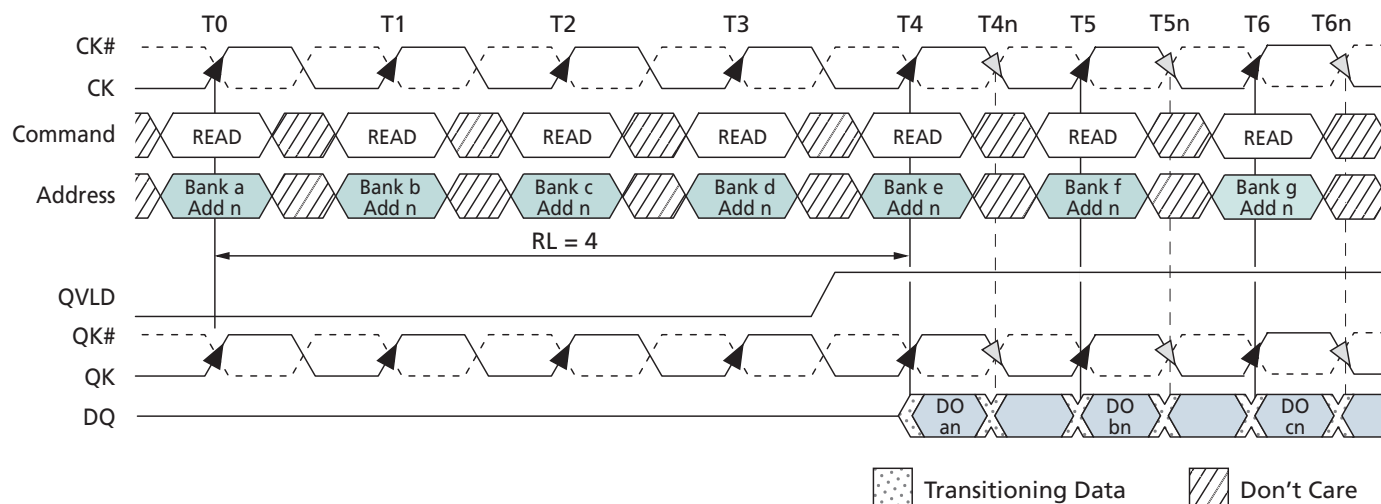 T0 T1 T2 T3 T4 T4n T5 T5n T6 T6n
CK#
CK
Command READ READ READ READ READ READ READ
Address Bank a Add n Bank b Add n Bank c Add n Bank d Add n Bank e Add n Bank f Add n Bank g Add n
RL = 4
QVLD
QK#
QK
DQ DO an DO bn DO cn
Transitioning Data Don't Care